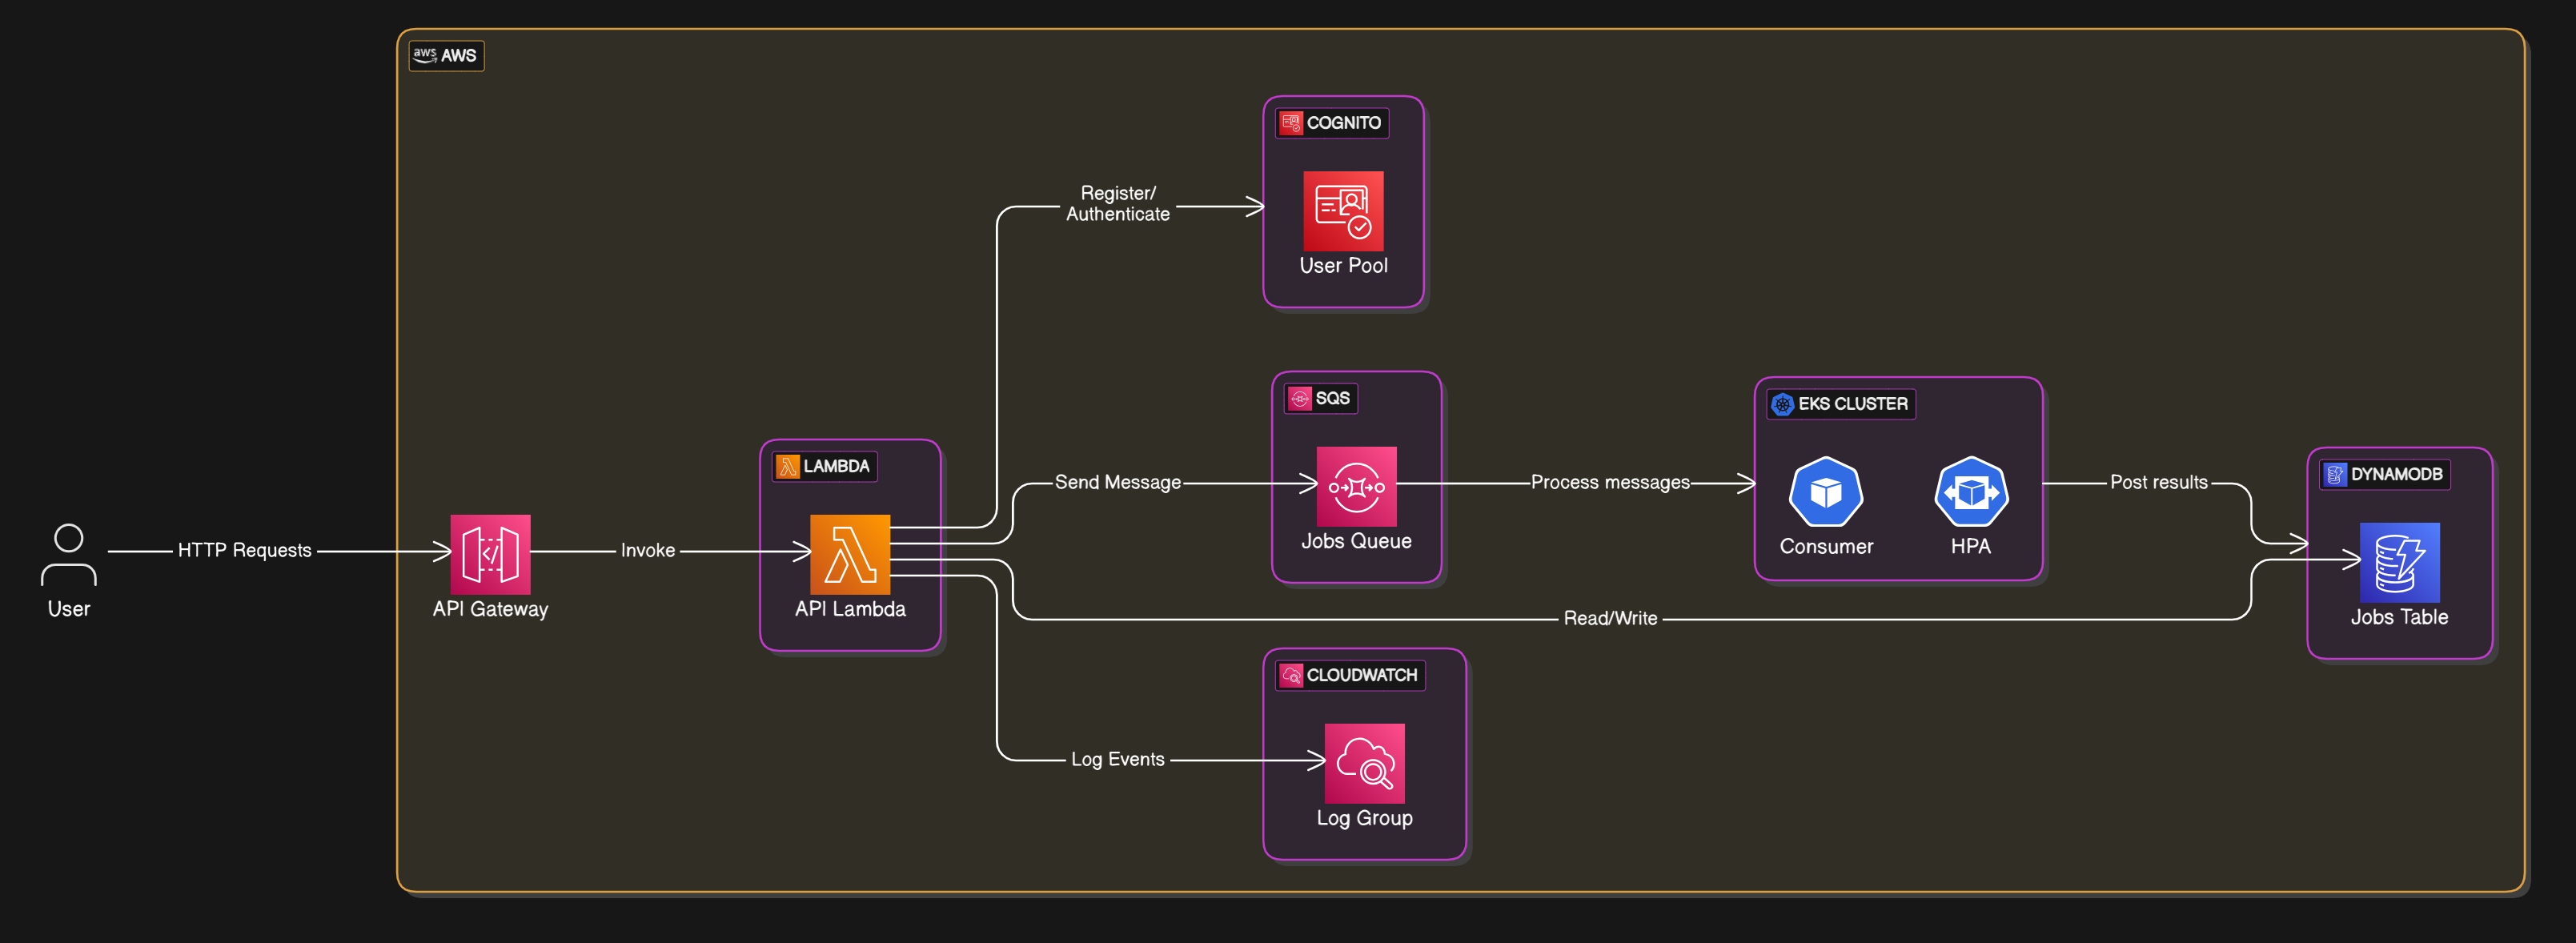 aws AWS
COGNITO
Register/
Authenticate
User Pool
SQS
EKS CLUSTER
LAMBDA
DYNAMODB
Send Message
Process messages
Post results
Jobs Queue
Consumer
HPA
HTTP Requests
Invoke
User
API Gateway
API Lambda
Read/Write
Jobs Table
CLOUDWATCH
Log Events
Log Group